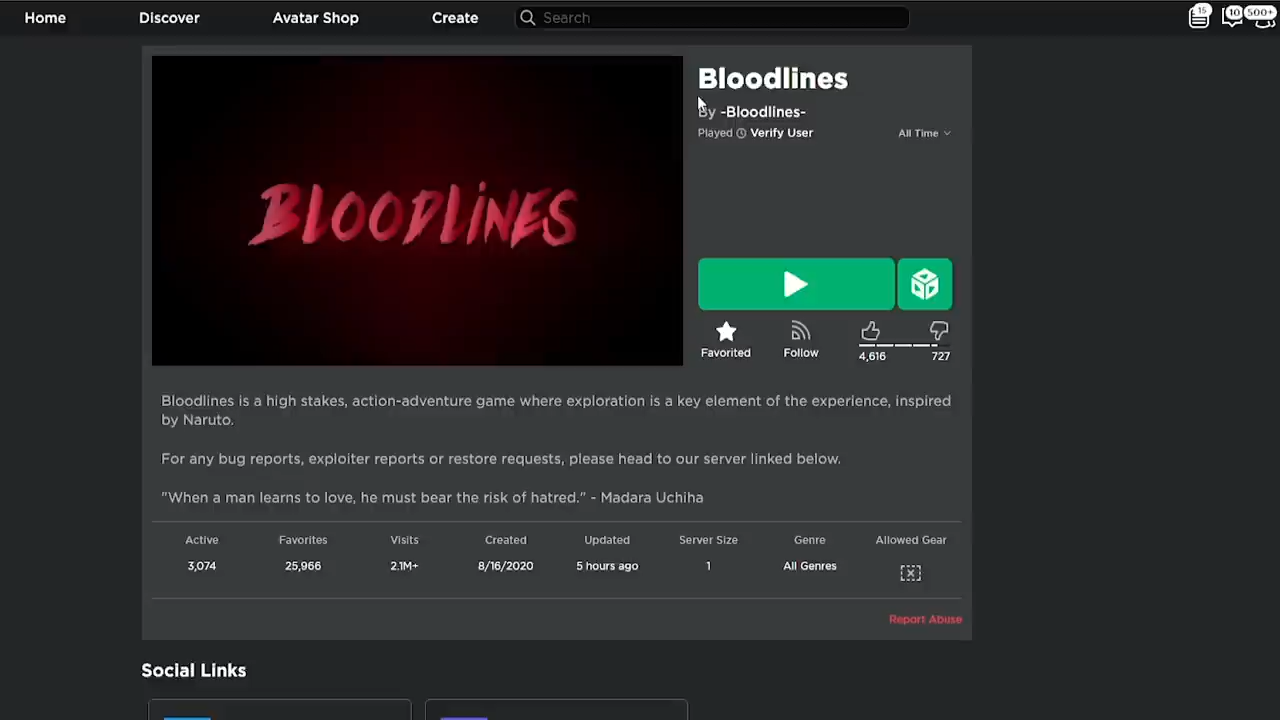 Home Discover Avatar Shop Create Search 15 10 500+
BLOODLINES
Bloodlines
By -Bloodlines-
Played Verify User All Time
Favorited Follow 4,616 727
Bloodlines is a high stakes, action-adventure game where exploration is a key element of the experience, inspired
by Naruto.
For any bug reports, exploiter reports or restore requests, please head to our server linked below.
"When a man learns to love, he must bear the risk of hatred." - Madara Uchiha
Active Favorites Visits Created Updated Server Size Genre Allowed Gear
3,074 25,966 2.1M+ 8/16/2020 5 hours ago 1 All Genres
Report Abuse
Social Links